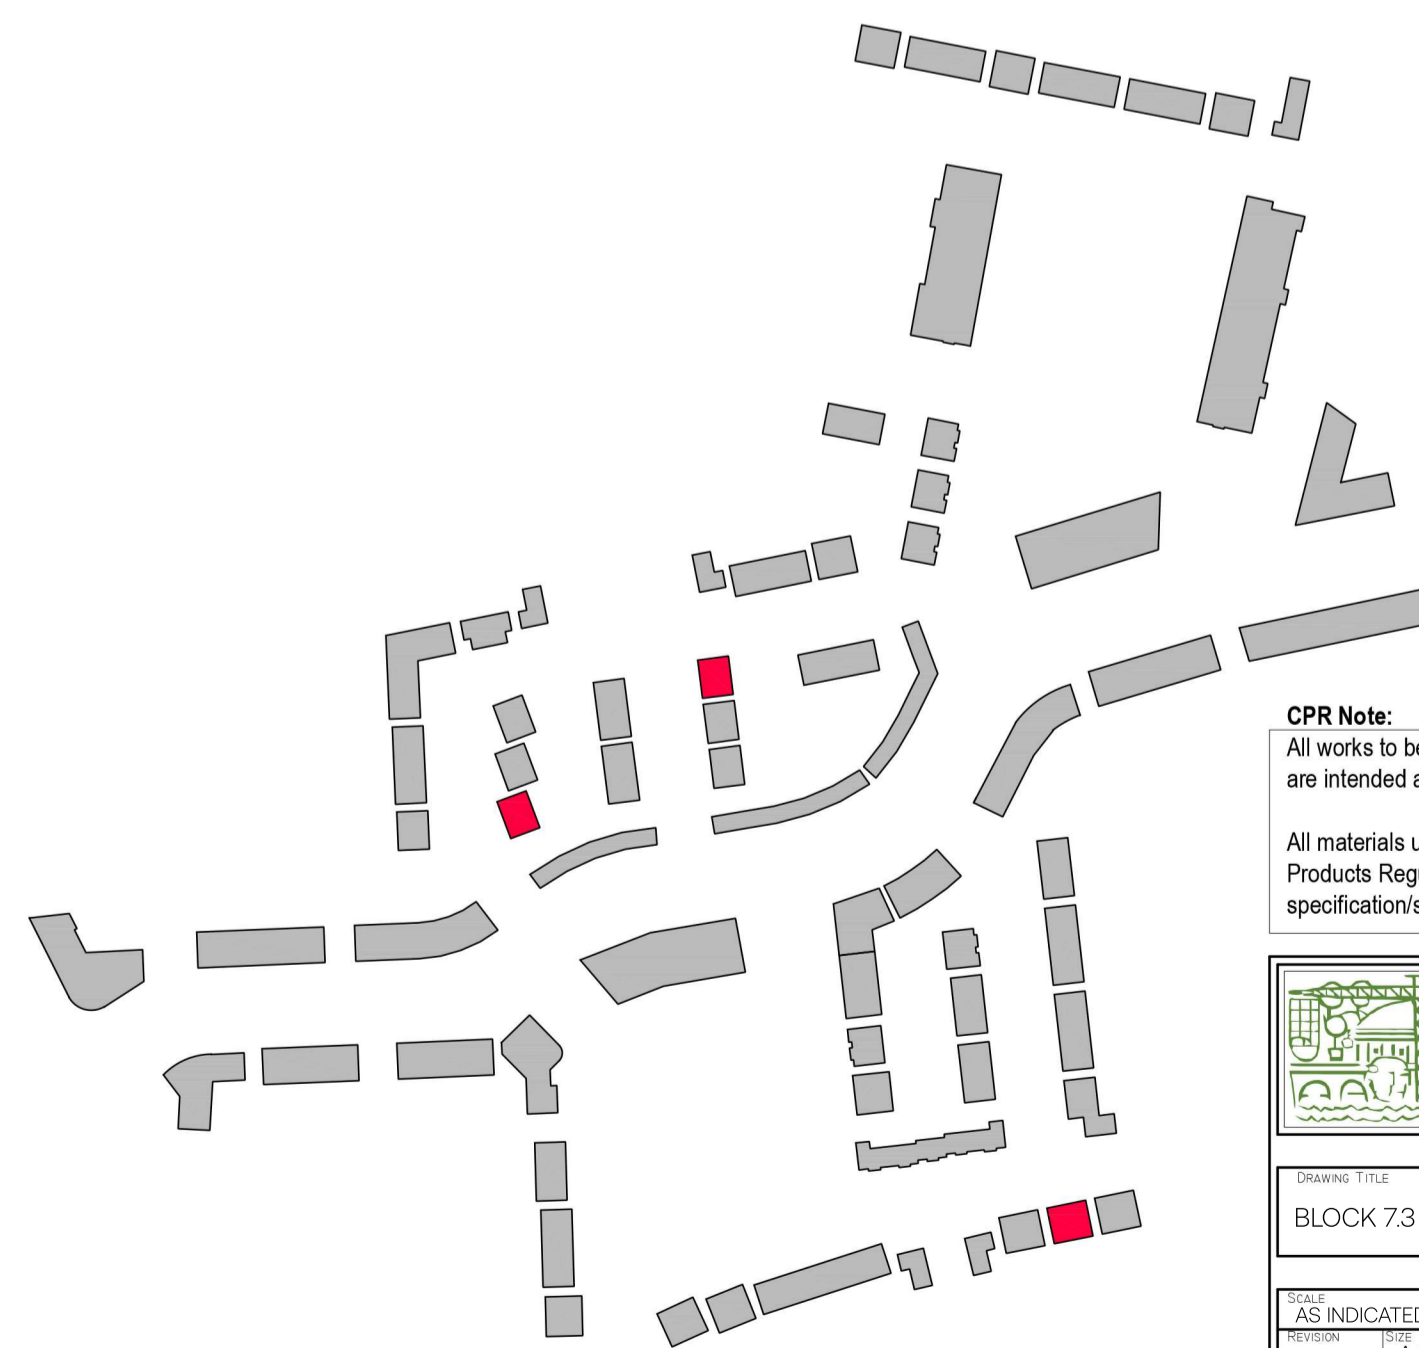 CPR Note:
All works to be
are intended a
All materials u
Products Regu
specification/s
DRAWING TITLE
BLOCK 7.3
SCALE
AS INDICATED
REVISION
SIZE